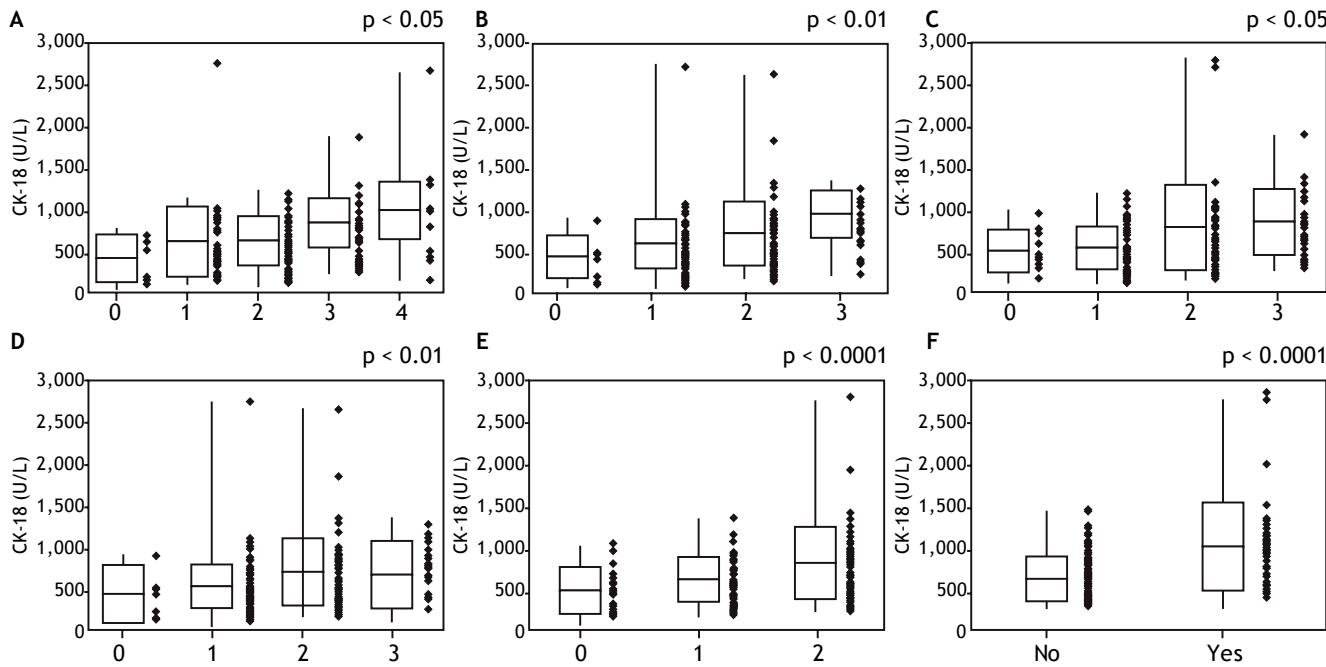 A p < 0.05
3,000
2,500
2,000
1,500
1,000
500
0
CK-18 (U/L)
0 1 2 3 4
B p < 0.01
3,000
2,500
2,000
1,500
1,000
500
0
CK-18 (U/L)
0 1 2 3
C p < 0.05
3,000
2,500
2,000
1,500
1,000
500
0
CK-18 (U/L)
0 1 2 3
D p < 0.01
3,000
2,500
2,000
1,500
1,000
500
0
CK-18 (U/L)
0 1 2 3
E p < 0.0001
3,000
2,500
2,000
1,500
1,000
500
0
CK-18 (U/L)
0 1 2
F p < 0.0001
3,000
2,500
2,000
1,500
1,000
500
0
CK-18 (U/L)
No Yes